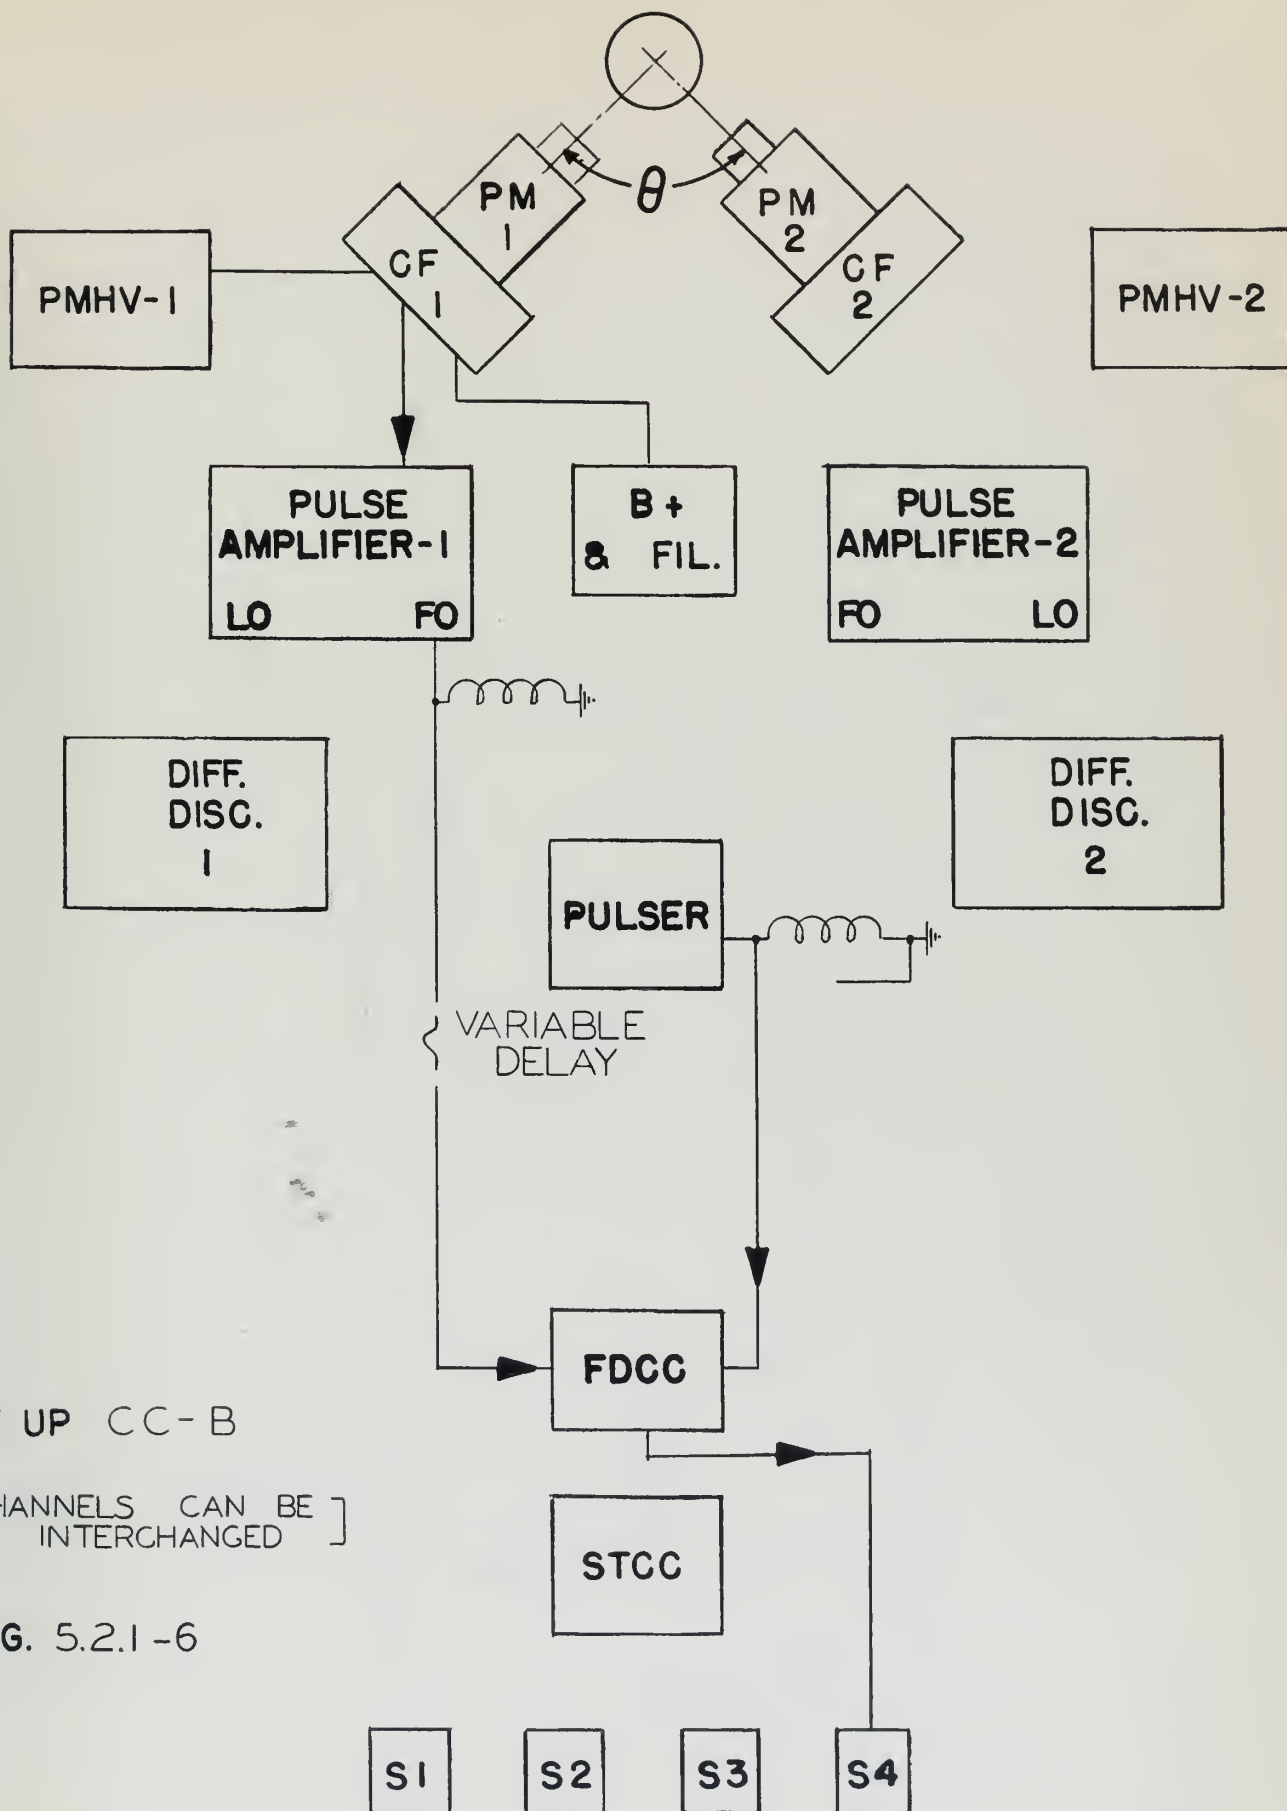 θ
PM
1
PM
2
CF
1
CF
2
PMHV-1
PMHV-2
PULSE
AMPLIFIER-1
LO FO
B+
& FIL.
PULSE
AMPLIFIER-2
FO LO
DIFF.
DISC.
1
DIFF.
DISC.
2
PULSER
VARIABLE
DELAY
FDCC
UP CC-B
HANNELS CAN BE ]
INTERCHANGED
STCC
G. 5.2.1-6
S1 S2 S3 S4